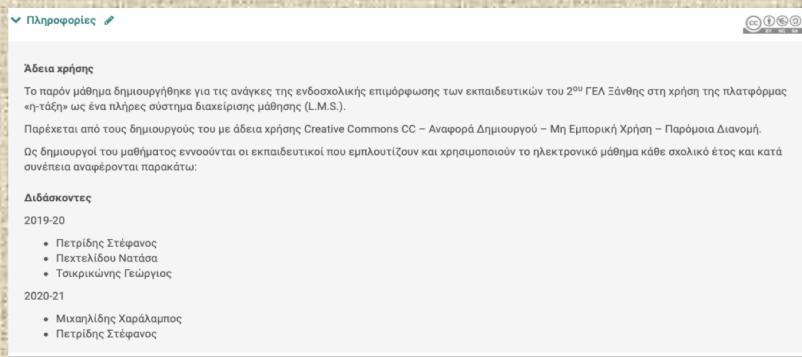 Πληροφορίες
cc BY NC SA
Άδεια χρήσης
Το παρόν μάθημα δημιουργήθηκε για τις ανάγκες της ενδοσχολικής επιμόρφωσης των εκπαιδευτικών του 2ου ΓΕΛ Ξάνθης στη χρήση της πλατφόρμας
«η-τάξη» ως ένα πλήρες σύστημα διαχείρισης μάθησης (L.M.S.).
Παρέχεται από τους δημιουργούς του με άδεια χρήσης Creative Commons CC – Αναφορά Δημιουργού – Μη Εμπορική Χρήση – Παρόμοια Διανομή.
Ως δημιουργοί του μαθήματος εννοούνται οι εκπαιδευτικοί που εμπλουτίζουν και χρησιμοποιούν το ηλεκτρονικό μάθημα κάθε σχολικό έτος και κατά
συνέπεια αναφέρονται παρακάτω:
Διδάσκοντες
2019-20
• Πετρίδης Στέφανος
• Πεχτελίδου Νατάσα
• Τσικρικώνης Γεώργιος
2020-21
• Μιχαηλίδης Χαράλαμπος
• Πετρίδης Στέφανος